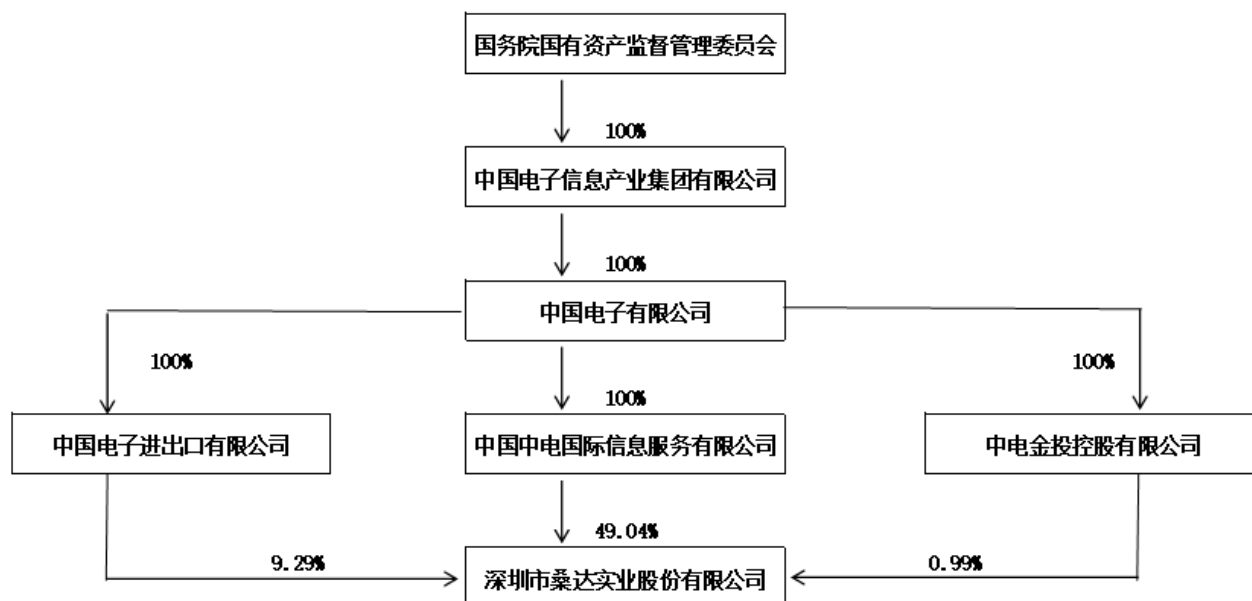 国务院国有资产监督管理委员会
100%
中国电子信息产业集团有限公司
100%
中国电子有限公司
100%
100%
100%
中国电子进出口有限公司
中国中电国际信息服务有限公司
中电金投控股有限公司
49.04%
9.29%
0.99%
深圳市桑达实业股份有限公司